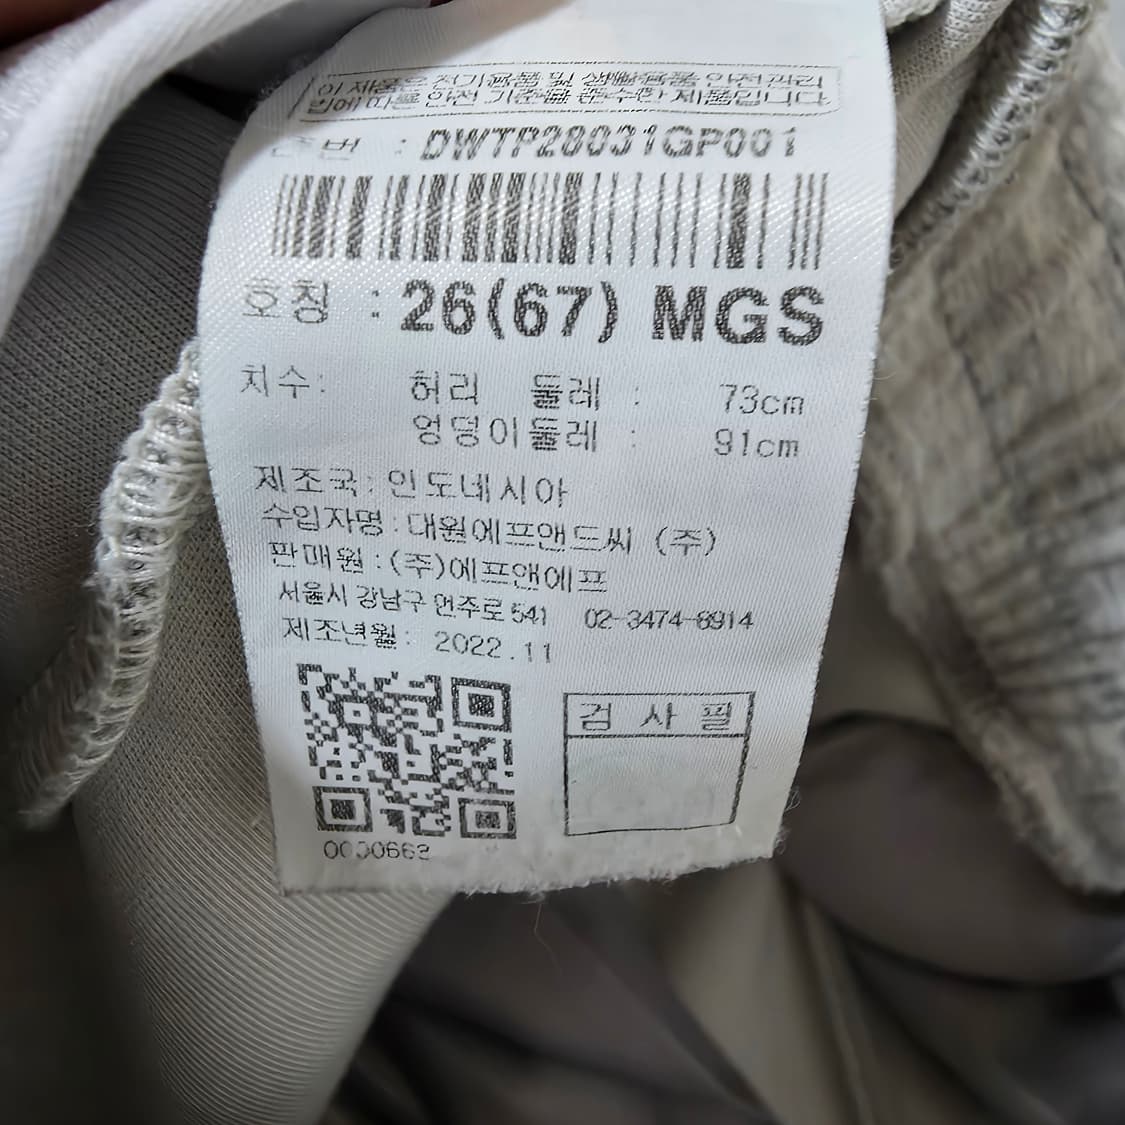 이 제품은 전기용품 및 생활용품 안전관리
법에 따른 안전 기준을 준수한 제품입니다.
품번 : DWTP28031GP001
호칭 : 26(67) MGS
치수: 허리 둘레 : 73cm
엉덩이둘레 : 91cm
제조국: 인도네시아
수입자명: 대원에프앤드씨 (주)
판매원 :(주)에프앤에프
서울시 강남구 언주로 541 02-3474-8914
제조년월: 2022.11
검 사 필